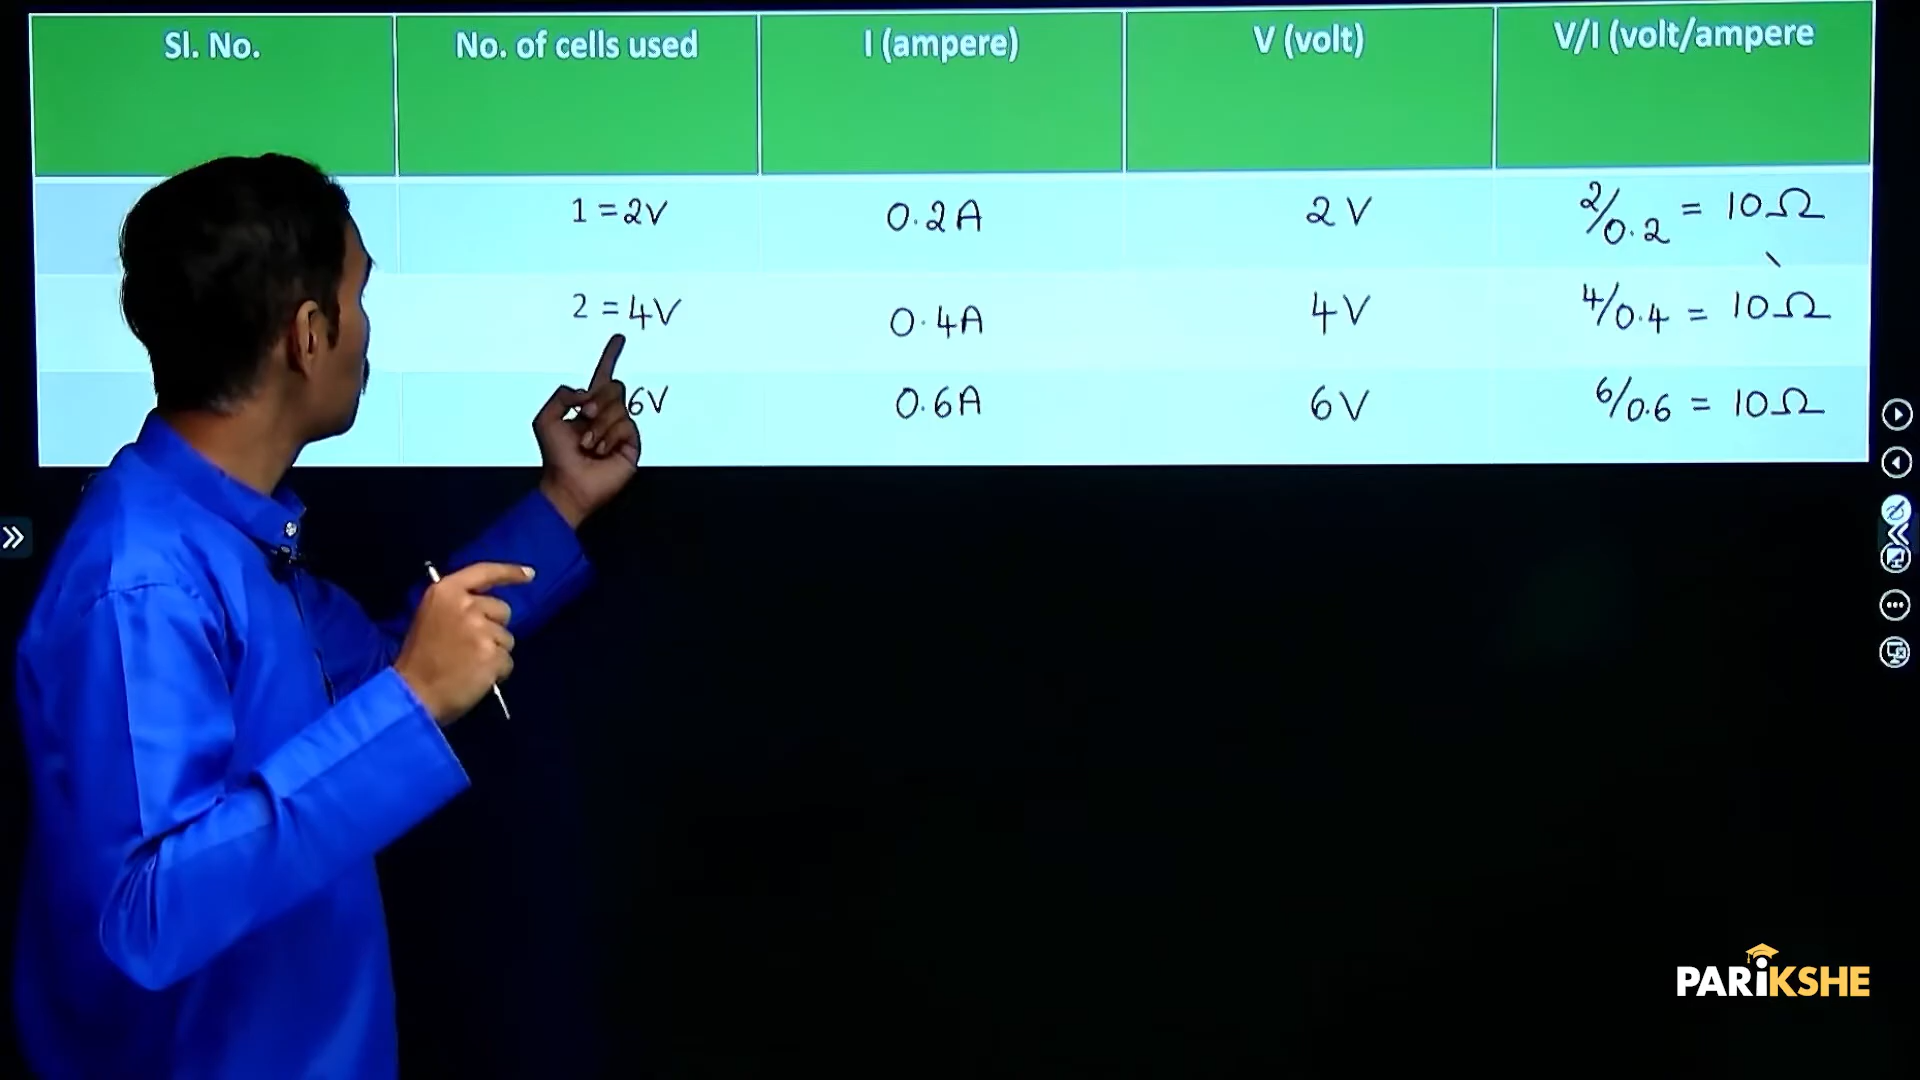 Sl. No. No. of cells used I (ampere) V (volt) V/I (volt/ampere
1 = 2V 0.2A 2V 2/0.2 = 10Ω
2 = 4V 0.4A 4V 4/0.4 = 10Ω
6V 0.6A 6V 6/0.6 = 10Ω
PARiKSHE